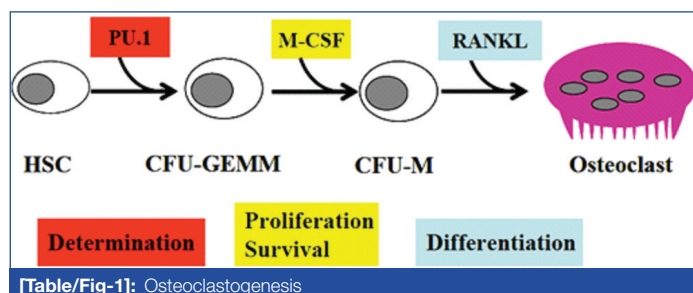 PU.1 M-CSF RANKL
HSC CFU-GEMM CFU-M Osteoclast
Determination Proliferation Survival Differentiation
[Table/Fig-1]: Osteoclastogenesis